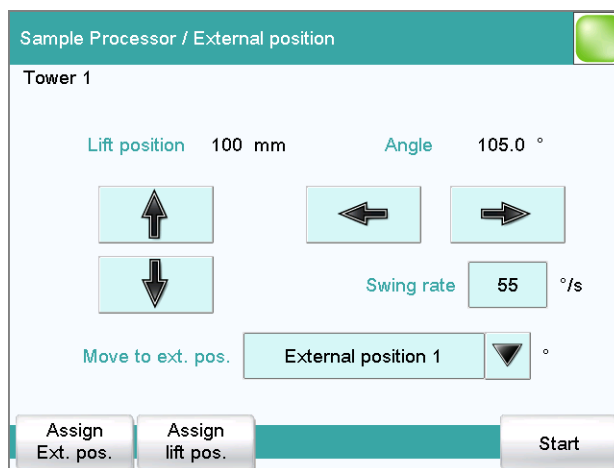 Sample Processor / External position
Tower 1
Lift position 100 mm Angle 105.0 °
Swing rate 55 °/s
Move to ext. pos. External position 1 °
Assign Ext. pos.
Assign lift pos.
Start